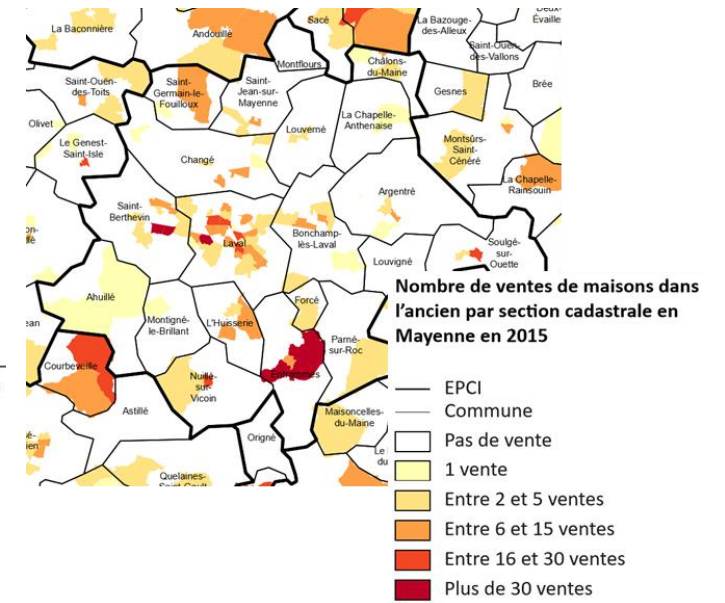 La Baconnière
Andouillé
Sacé
La Bazouge-
des-Alleux
Évaille
Montflours
Châlons-
du-Maine
Saint-Ouën-
des-Vallons
Saint-Ouën-
des-Toits
Saint-
Germain-le-
Fouilloux
Saint-
Jean-sur-
Mayenne
Gesnes
Brée
Olivet
Louverné
La Chapelle-
Anthenaise
Le Genest-
Saint-Isle
Changé
Montsûrs-
Saint-
Cénéré
La Chapelle-
Rainsouin
Argentré
Saint-
Berthevin
Laval
Bonchamp-
lès-Laval
Louvigné
Soulgé-
sur-
Ouette
Ahuillé
Forcé
Montigné-
le-Brillant
L'Huisserie
Parné-
sur-Roc
Courbeveille
Nuillé-
sur-
Vicoin
Entrammes
Astillé
Maisoncelles-
du-Maine
Origné
Quelaines-
Saint-Gault
Nombre de ventes de maisons dans
l’ancien par section cadastrale en
Mayenne en 2015
EPCI
Commune
Pas de vente
1 vente
Entre 2 et 5 ventes
Entre 6 et 15 ventes
Entre 16 et 30 ventes
Plus de 30 ventes